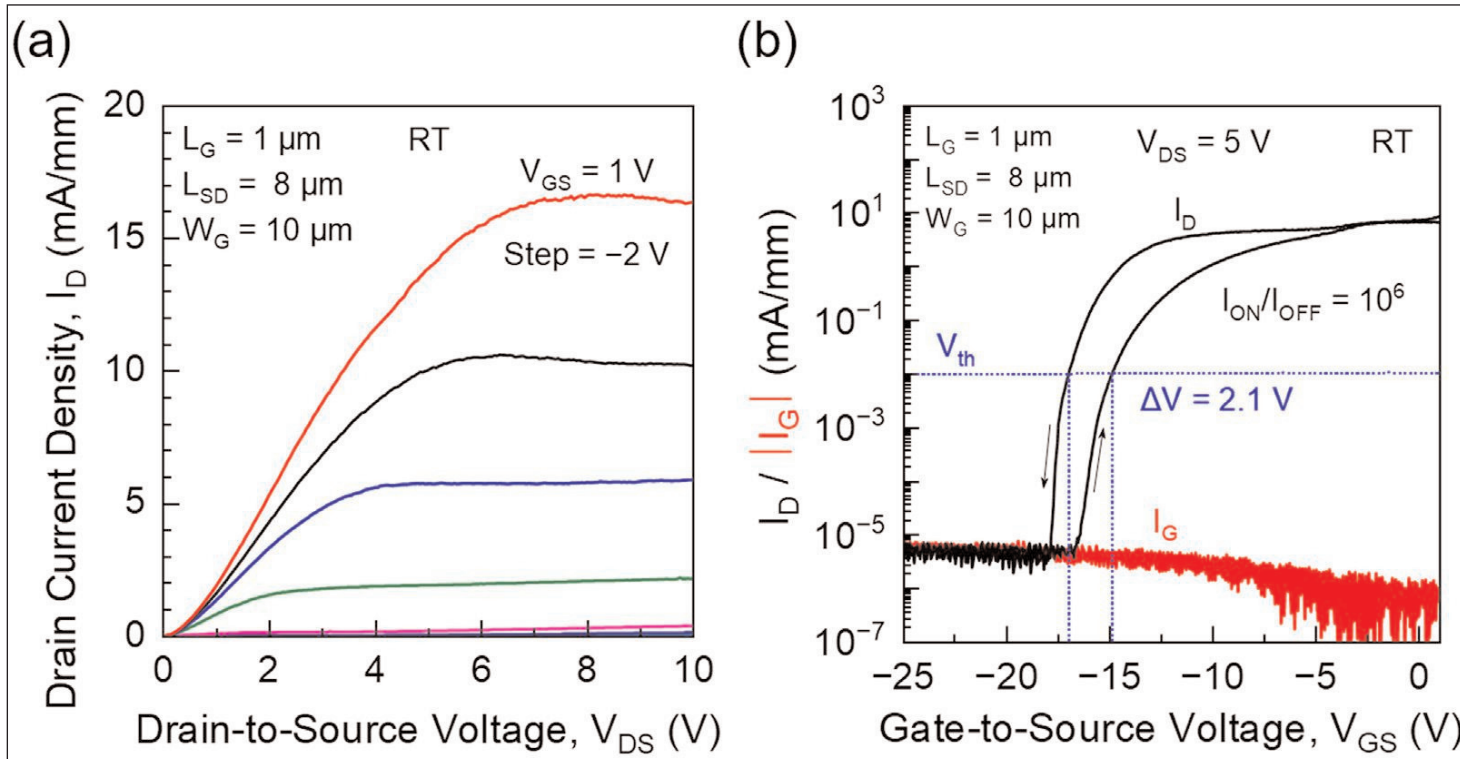 (a)
Drain Current Density, I_D (mA/mm)
20
15
10
5
0
L_G = 1 µm
RT
L_SD = 8 µm
W_G = 10 µm
V_GS = 1 V
Step = −2 V
0 2 4 6 8 10
Drain-to-Source Voltage, V_DS (V)
(b)
I_D / |I_G| (mA/mm)
10^3
10^1
10^-1
10^-3
10^-5
10^-7
L_G = 1 µm
V_DS = 5 V
RT
L_SD = 8 µm
W_G = 10 µm
I_D
I_ON/I_OFF = 10^6
V_th
ΔV = 2.1 V
I_G
−25 −20 −15 −10 −5 0
Gate-to-Source Voltage, V_GS (V)